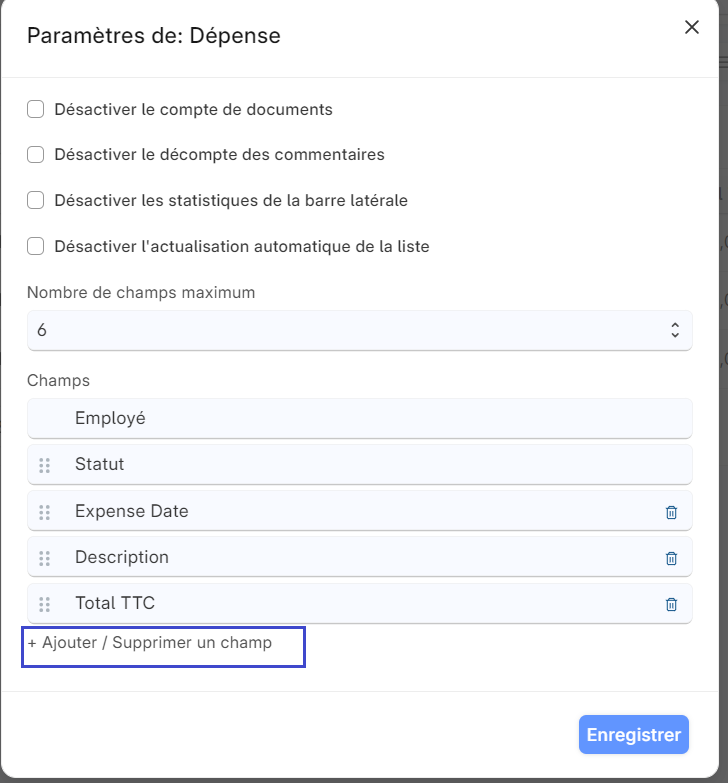 Paramètres de: Dépense
Désactiver le compte de documents
Désactiver le décompte des commentaires
Désactiver les statistiques de la barre latérale
Désactiver l'actualisation automatique de la liste
Nombre de champs maximum
6
Champs
Employé
Statut
Expense Date
Description
Total TTC
+ Ajouter / Supprimer un champ
Enregistrer